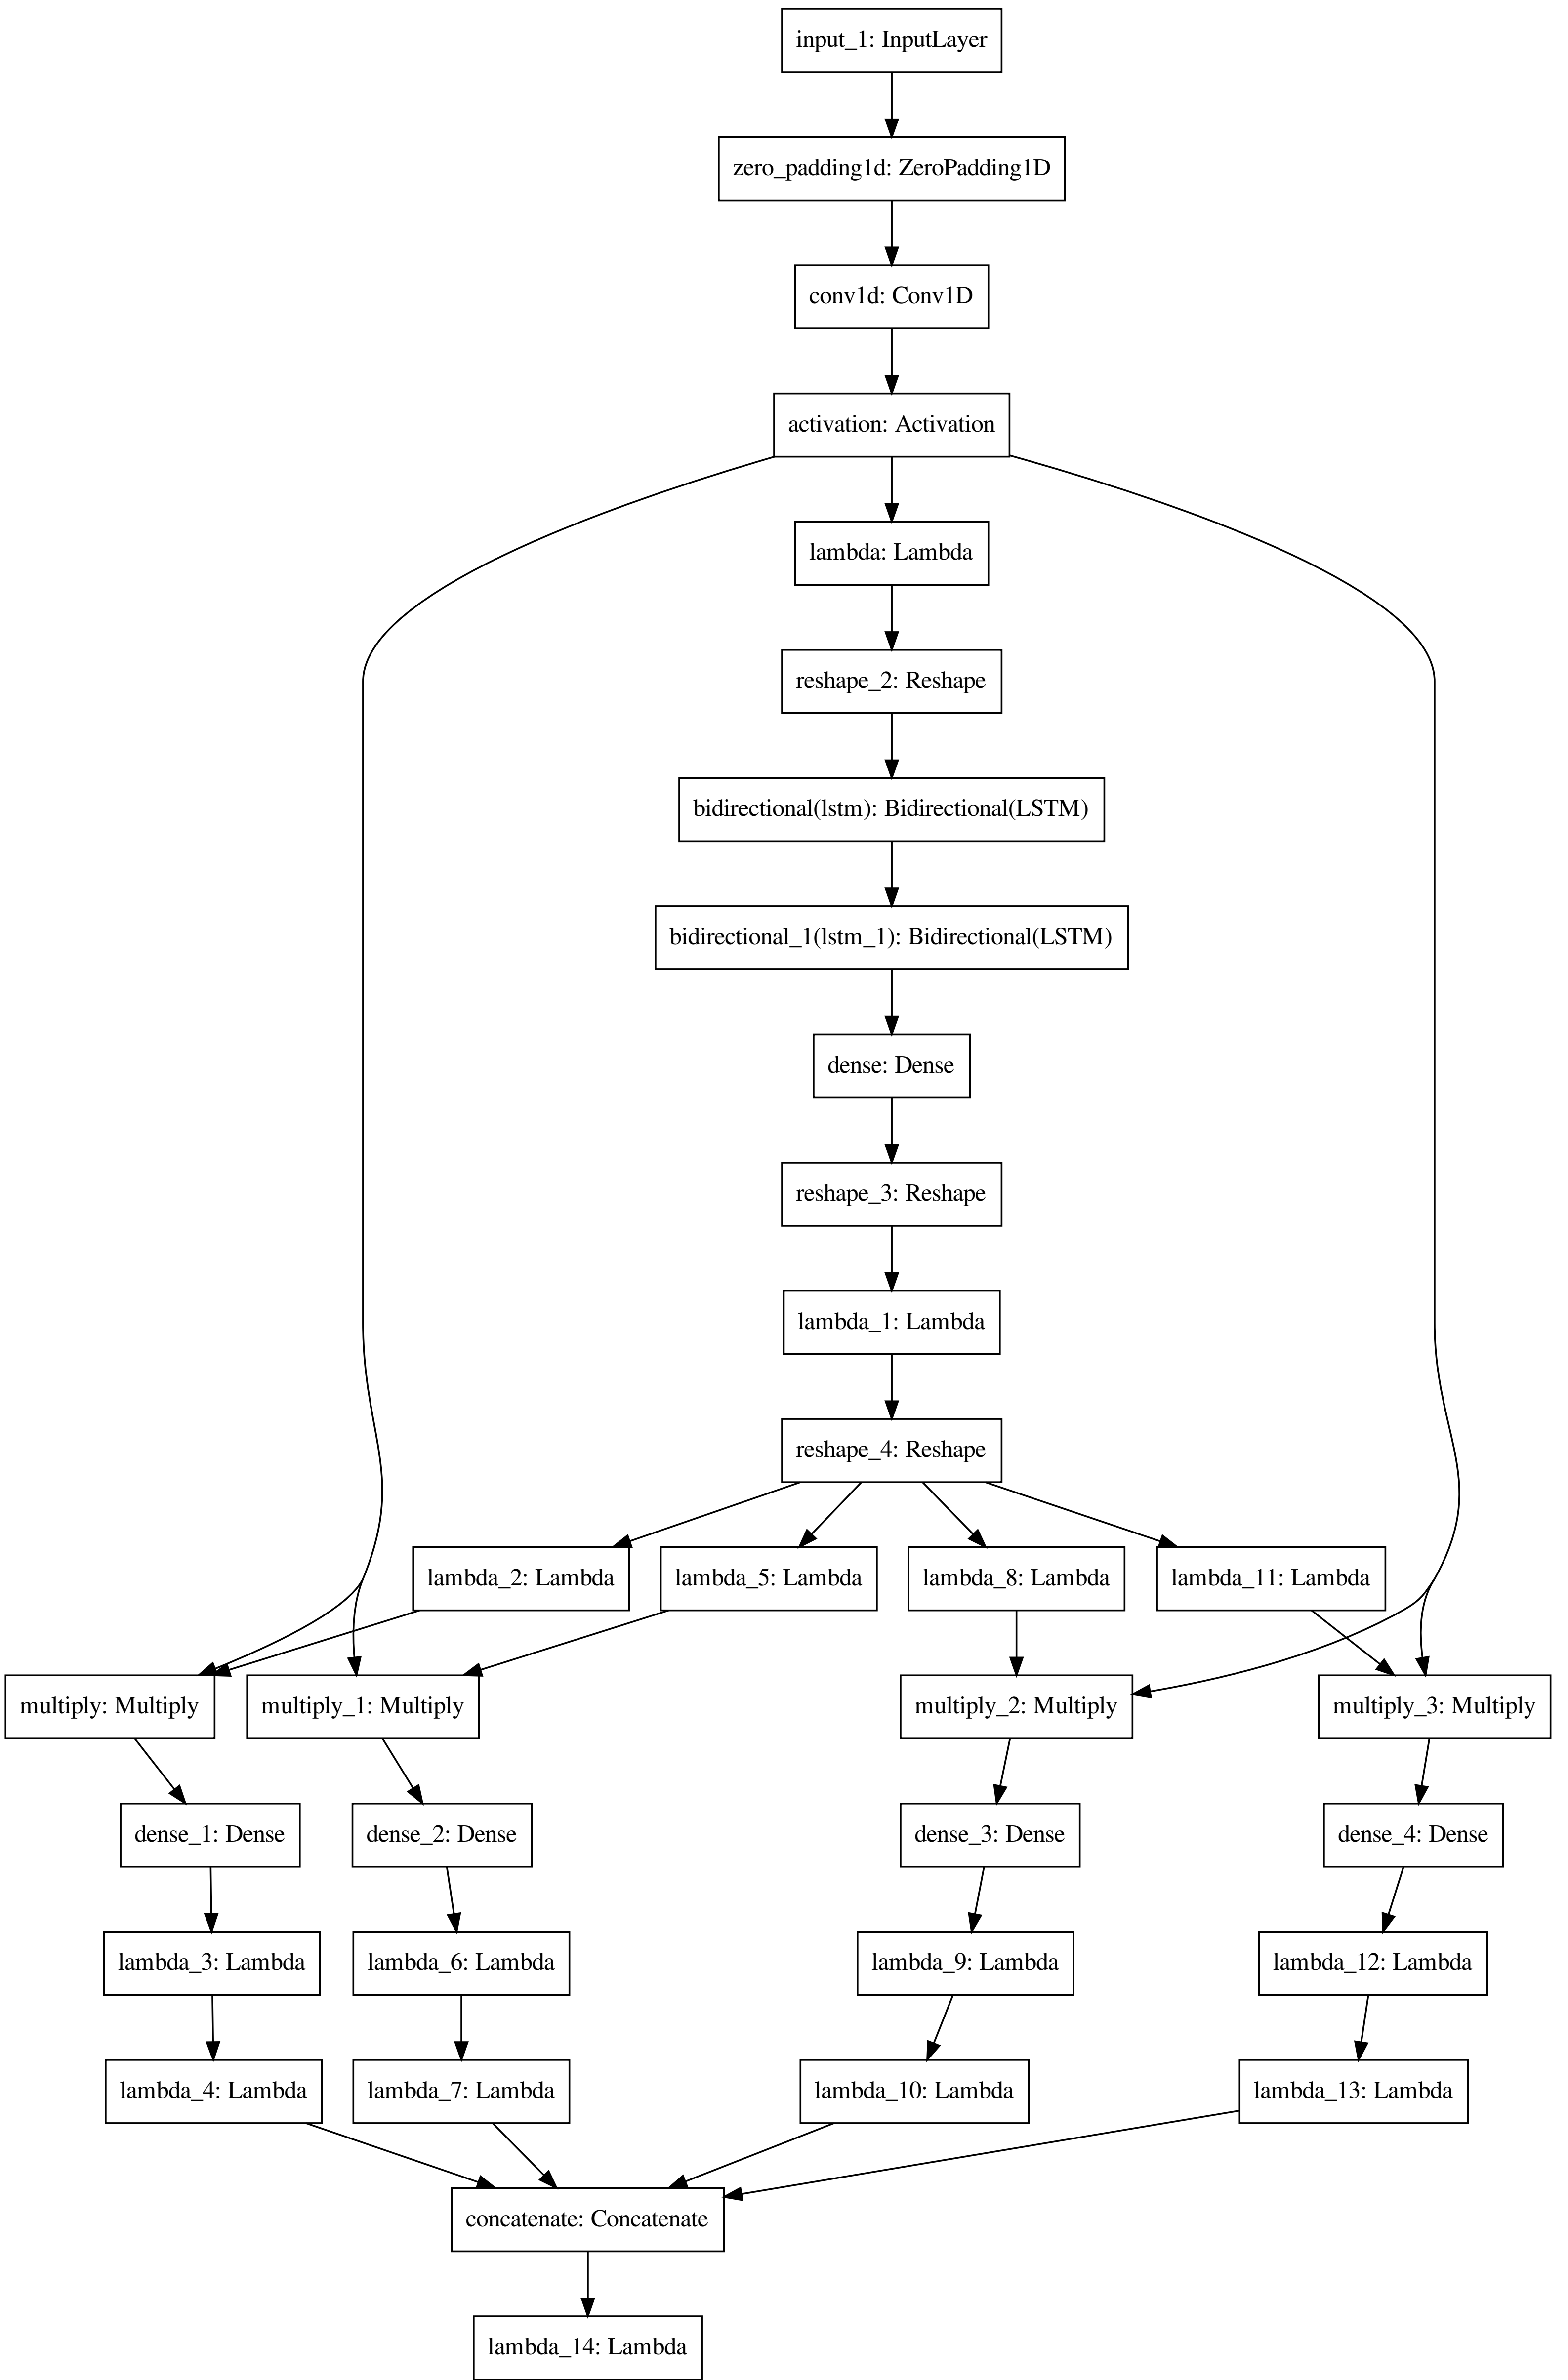 input_1: InputLayer
zero_padding1d: ZeroPadding1D
conv1d: Conv1D
activation: Activation
lambda: Lambda
reshape_2: Reshape
bidirectional(lstm): Bidirectional(LSTM)
bidirectional_1(lstm_1): Bidirectional(LSTM)
dense: Dense
reshape_3: Reshape
lambda_1: Lambda
reshape_4: Reshape
lambda_2: Lambda
lambda_5: Lambda
lambda_8: Lambda
lambda_11: Lambda
multiply: Multiply
multiply_1: Multiply
multiply_2: Multiply
multiply_3: Multiply
dense_1: Dense
dense_2: Dense
dense_3: Dense
dense_4: Dense
lambda_3: Lambda
lambda_6: Lambda
lambda_9: Lambda
lambda_12: Lambda
lambda_4: Lambda
lambda_7: Lambda
lambda_10: Lambda
lambda_13: Lambda
concatenate: Concatenate
lambda_14: Lambda